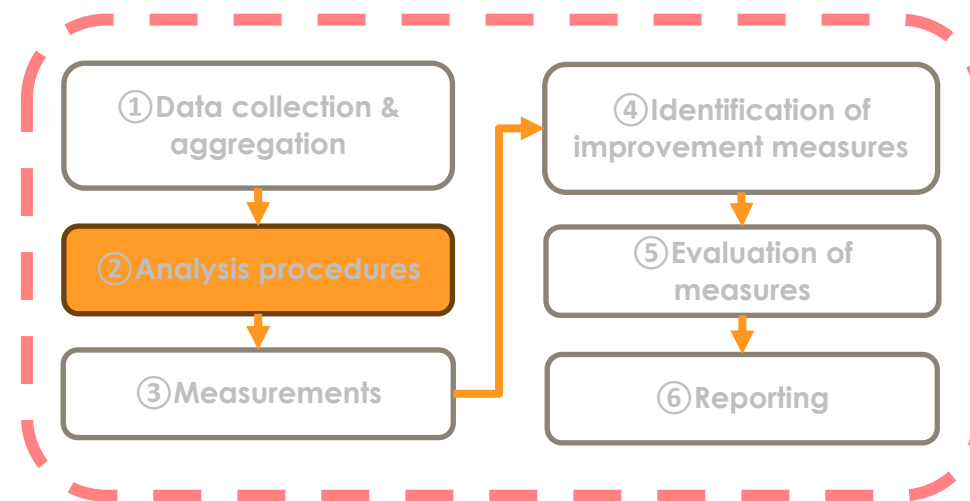 ①Data collection &
aggregation
②Analysis procedures
③Measurements
④Identification of
improvement measures
⑤Evaluation of
measures
⑥Reporting